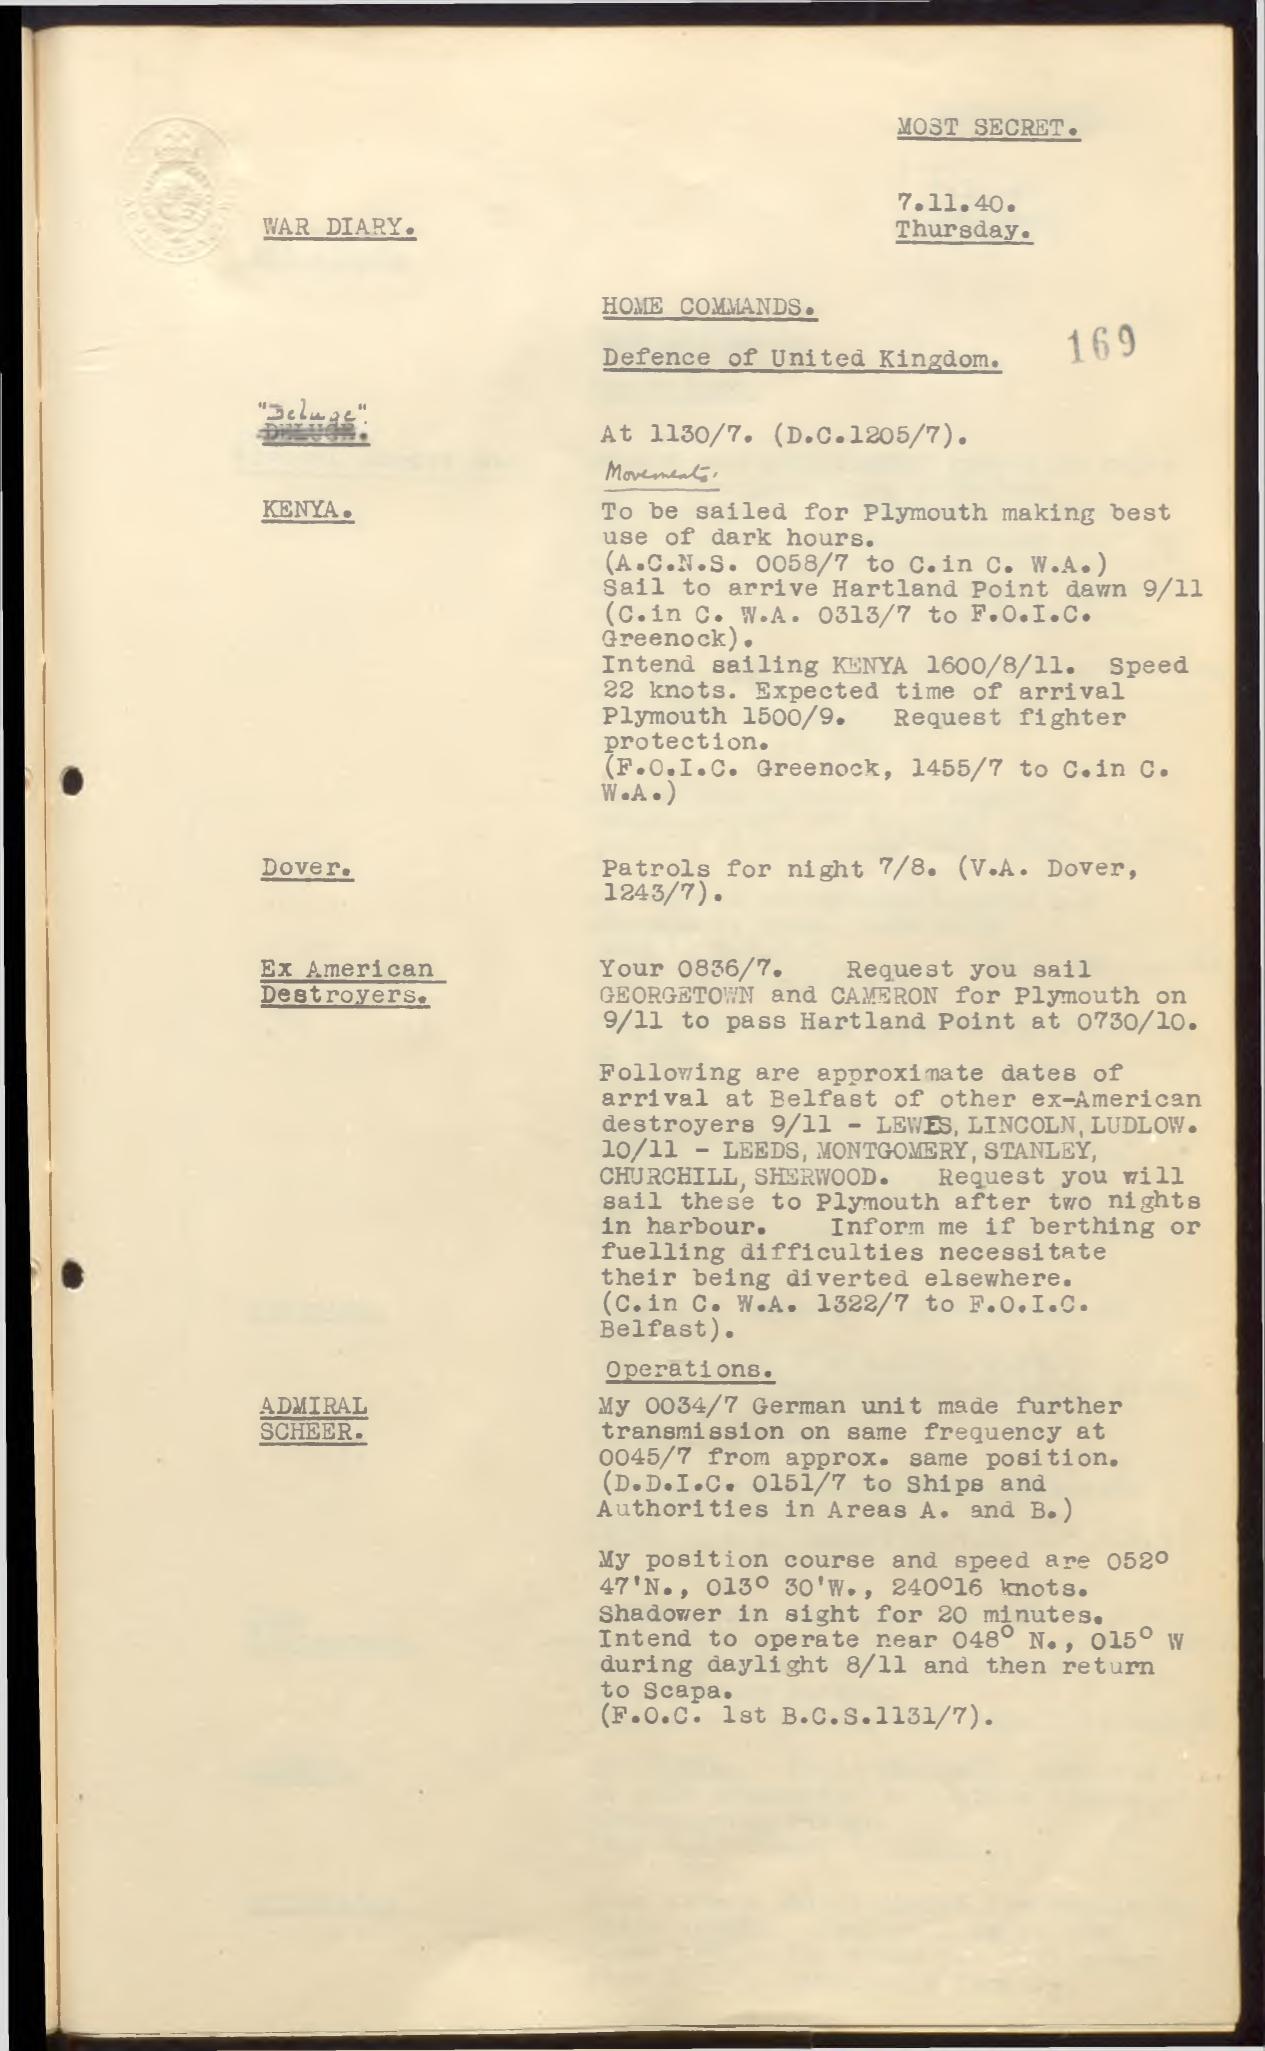 MOST SECRET.
7.11.40.
Thursday.
WAR DIARY.
HOME COMMANDS.
169
Defence of United Kingdom.
"Deluge".
DELUGE.
At 1130/7. (D.C.1205/7).
Movements.
KENYA.
To be sailed for Plymouth making best
use of dark hours.
(A.C.N.S. 0058/7 to C.in C. W.A.)
Sail to arrive Hartland Point dawn 9/11
(C.in C. W.A. 0313/7 to F.O.I.C.
Greenock).
Intend sailing KENYA 1600/8/11. Speed
22 knots. Expected time of arrival
Plymouth 1500/9. Request fighter
protection.
(F.O.I.C. Greenock, 1455/7 to C.in C.
W.A.)
Dover.
Patrols for night 7/8. (V.A. Dover,
1243/7).
Ex American
Destroyers.
Your 0836/7. Request you sail
GEORGETOWN and CAMERON for Plymouth on
9/11 to pass Hartland Point at 0730/10.
Following are approximate dates of
arrival at Belfast of other ex-American
destroyers 9/11 - LEWES, LINCOLN, LUDLOW.
10/11 - LEEDS, MONTGOMERY, STANLEY,
CHURCHILL, SHERWOOD. Request you will
sail these to Plymouth after two nights
in harbour. Inform me if berthing or
fuelling difficulties necessitate
their being diverted elsewhere.
(C.in C. W.A. 1322/7 to F.O.I.C.
Belfast).
Operations.
ADMIRAL
SCHEER.
My 0034/7 German unit made further
transmission on same frequency at
0045/7 from approx. same position.
(D.D.I.C. 0151/7 to Ships and
Authorities in Areas A. and B.)
My position course and speed are 052°
47'N., 013° 30'W., 240°16 knots.
Shadower in sight for 20 minutes.
Intend to operate near 048° N., 015° W
during daylight 8/11 and then return
to Scapa.
(F.O.C. 1st B.C.S.1131/7).